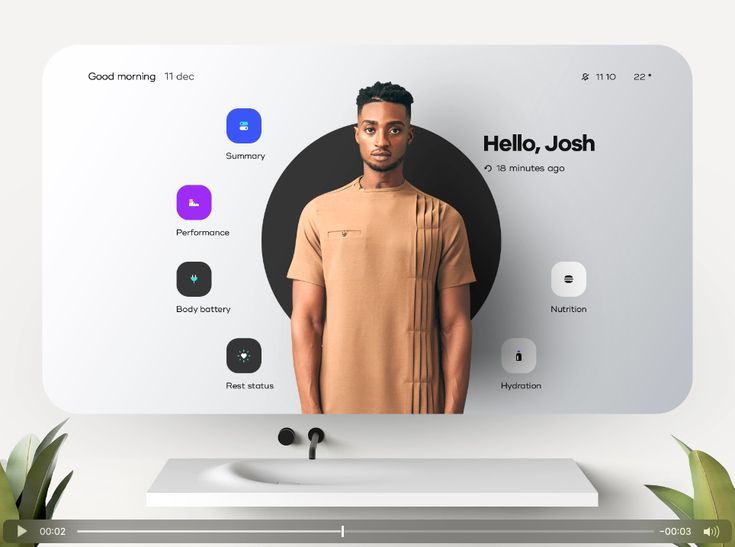 Good morning 11 dec
11 10 22 °
Hello, Josh
18 minutes ago
Summary
Performance
Body battery
Nutrition
Rest status
Hydration
00:02
-00:03